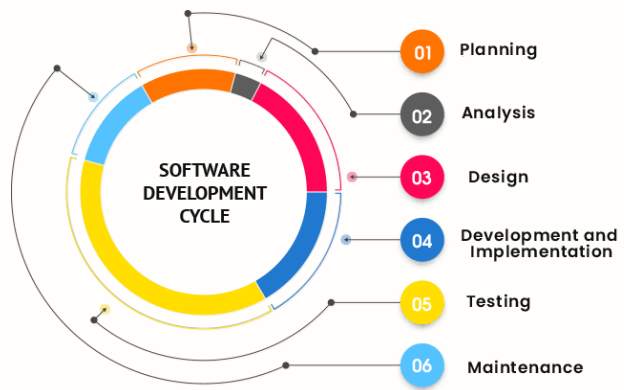 SOFTWARE
DEVELOPMENT
CYCLE
01 Planning
02 Analysis
03 Design
04 Development and
Implementation
05 Testing
06 Maintenance